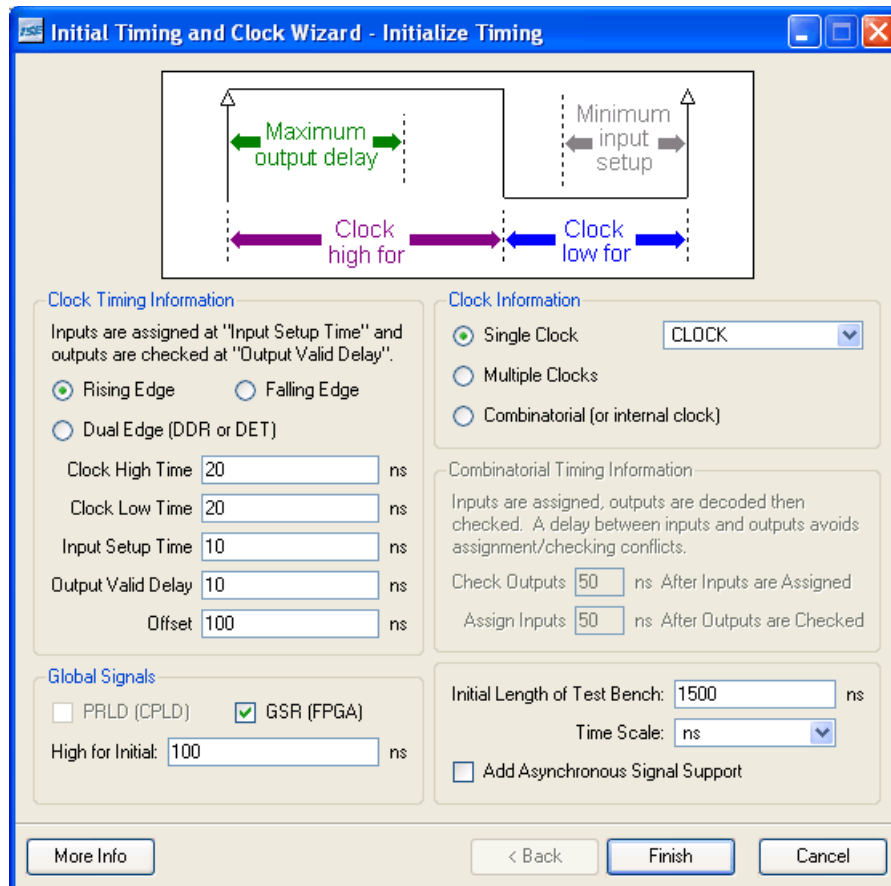 ISE Initial Timing and Clock Wizard - Initialize Timing
Maximum
output delay
Minimum
input
setup
Clock
high for
Clock
low for
Clock Timing Information
Inputs are assigned at "Input Setup Time" and
outputs are checked at "Output Valid Delay".
Rising Edge
Falling Edge
Dual Edge (DDR or DET)
Clock High Time 20 ns
Clock Low Time 20 ns
Input Setup Time 10 ns
Output Valid Delay 10 ns
Offset 100 ns
Global Signals
PRLD (CPLD)
GSR (FPGA)
High for Initial: 100 ns
Clock Information
Single Clock CLOCK
Multiple Clocks
Combinatorial (or internal clock)
Combinatorial Timing Information
Inputs are assigned, outputs are decoded then
checked. A delay between inputs and outputs avoids
assignment/checking conflicts.
Check Outputs 50 ns After Inputs are Assigned
Assign Inputs 50 ns After Outputs are Checked
Initial Length of Test Bench: 1500 ns
Time Scale: ns
Add Asynchronous Signal Support
More Info
< Back
Finish
Cancel